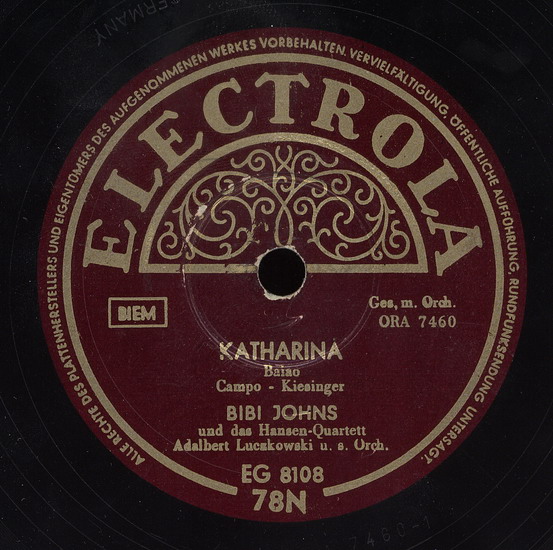 GERMANY
ALLE RECHTE DES PLATTENHERSTELLERS UND EIGENTÜMERS DES AUFGENOMMENEN WERKES VORBEHALTEN. VERVIELFÄLTIGUNG, ÖFFENTLICHE AUFFÜHRUNG, RUNDFUNKSENDUNG UNTERSAGT.
ELECTROLA
BIEM
Ges. m. Orch.
ORA 7460
KATHARINA
Baiao
Campo - Kiesinger
BIBI JOHNS
und das Hansen-Quartett
Adalbert Luczkowski u. s. Orch.
EG 8108
78N
7460-1